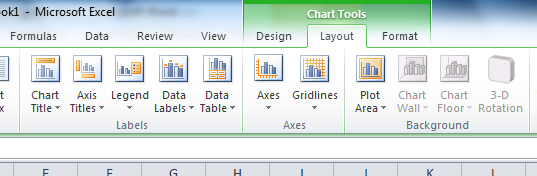 ok1 - Microsoft Excel
Chart Tools
Formulas Data Review View Design Layout Format
Chart Title Axis Titles Legend Data Labels Data Table Axes Gridlines Plot Area Chart Wall Chart Floor 3-D Rotation
Labels Axes Background
G H K